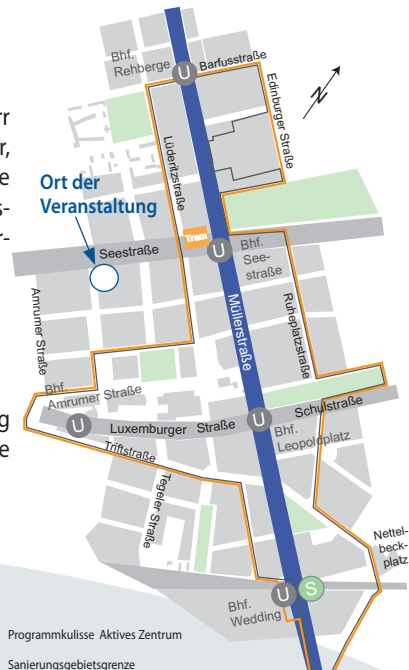 Bhf.
Rehberge
U
Barfusstraße
Edinburger Straße
N
rr
r,
e
s-
r-
Ort der
Veranstaltung
Lüderitzstraße
Tram
Seestraße
U
Bhf.
See-
straße
Amrumer Straße
Müllerstraße
Ruheplatzstraße
Bhf.
Amrumer Straße
U
Luxemburger Straße
U
Schulstraße
Bhf.
Leopoldplatz
g
e
Triftstraße
Tegeler Straße
Nettel-
beck-
platz
Bhf.
Wedding
U
S
Programmkulisse Aktives Zentrum
Sanierungsgebietsgrenze